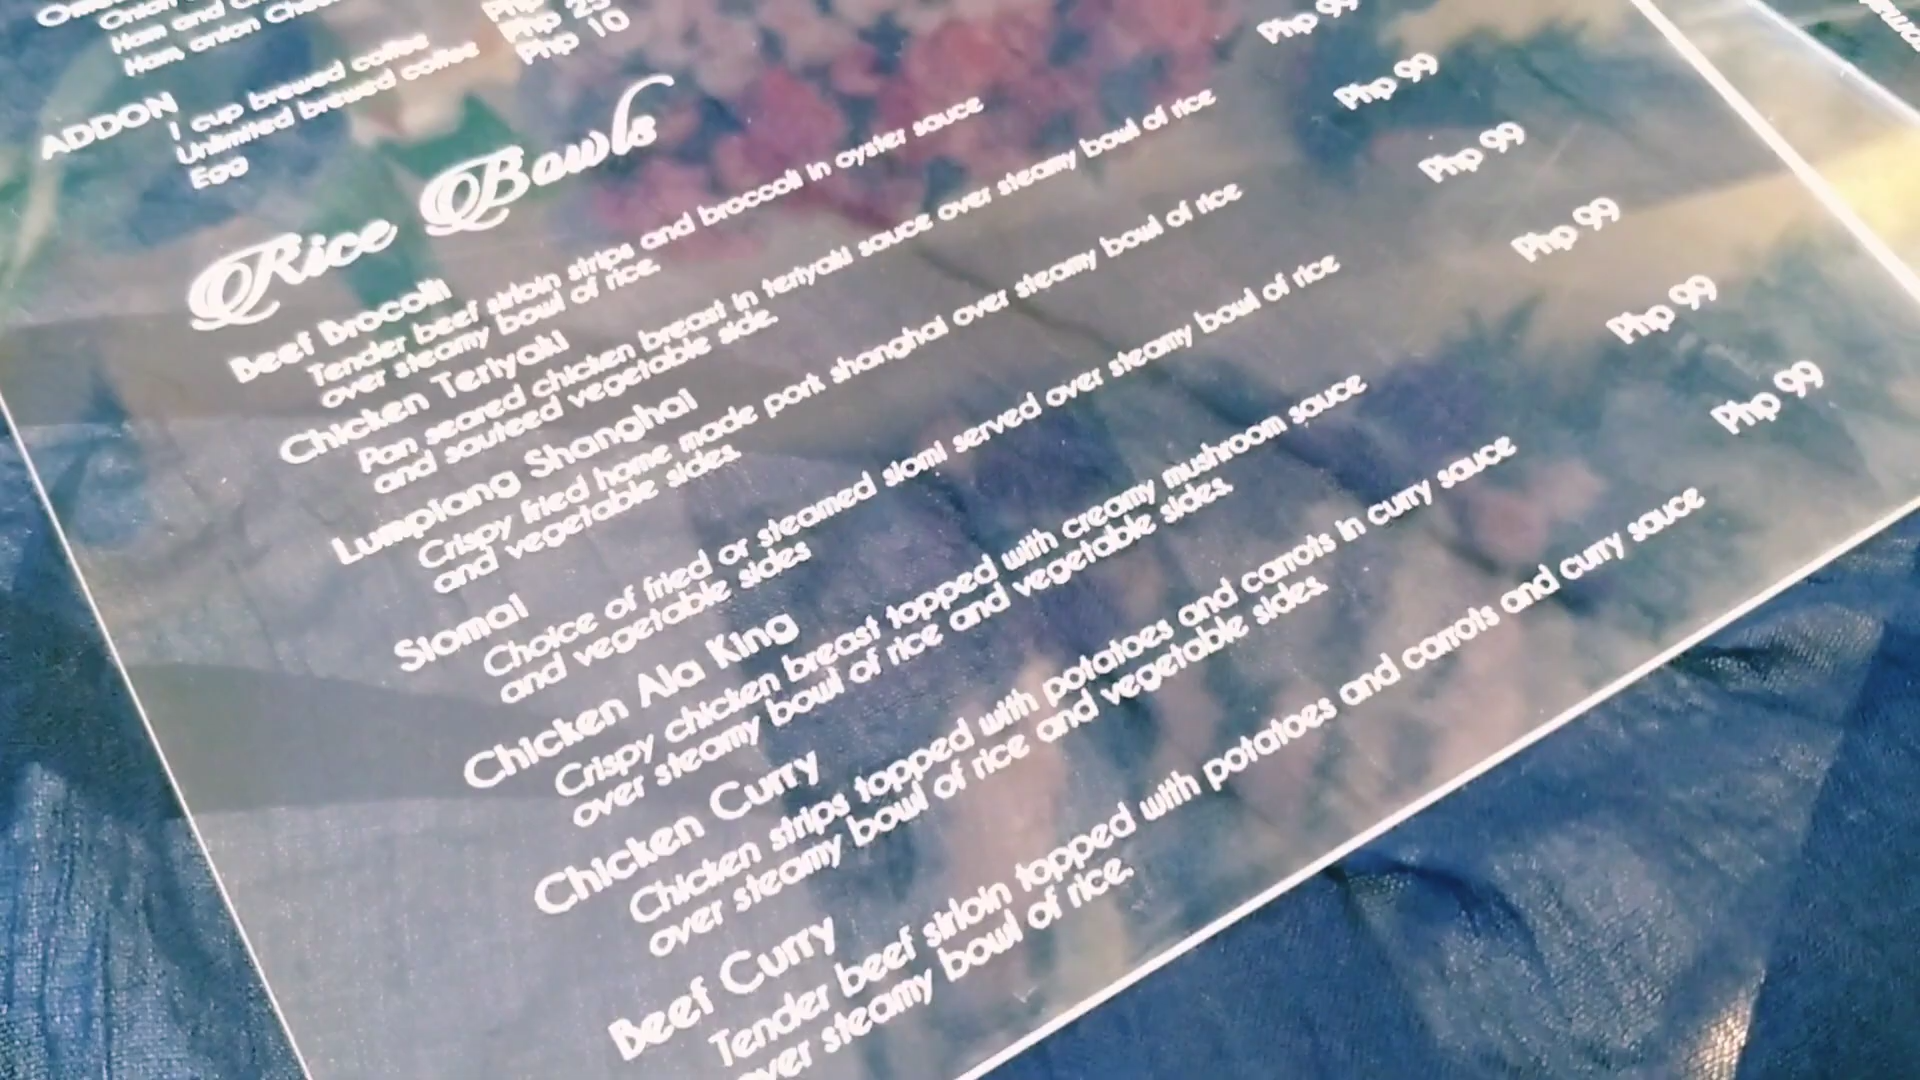 Ham and
Ham, onion
ADDON
1 cup brewed coffee Php
Unlimited brewed coffee Php 25
Egg Php 10
Rice Bowls
Beef Brocolli
Tender beef sirloin strips and broccoli in oyster sauce
over steamy bowl of rice.
Chicken Teriyaki Php 99
Pan seared chicken breast in teriyaki sauce over steamy bowl of rice
and sauteed vegetable side.
Lumpiang Shanghai Php 99
Crispy fried home made pork shanghai over steamy bowl of rice
and vegetable sides.
Siomai Php 99
Choice of fried or steamed siomi served over steamy bowl of rice
and vegetable sides
Chicken Ala King Php 99
Crispy chicken breast topped with creamy mushroom sauce
over steamy bowl of rice and vegetable sides.
Chicken Curry Php 99
Chicken strips topped with potatoes and carrots in curry sauce
over steamy bowl of rice and vegetable sides.
Beef Curry Php 99
Tender beef sirloin topped with potatoes and carrots and curry sauce
over steamy bowl of rice.